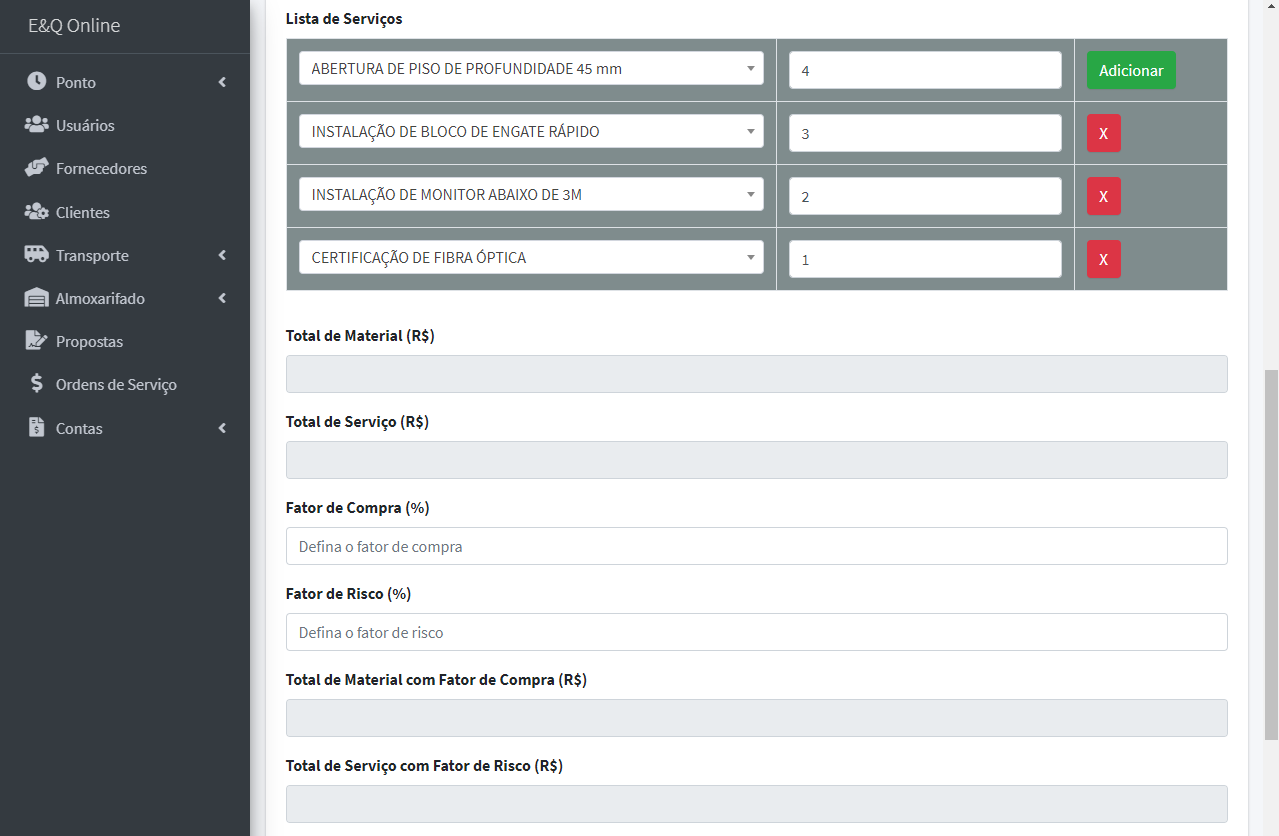 E&Q Online
Ponto
Usuários
Fornecedores
Clientes
Transporte
Almoxarifado
Propostas
Ordens de Serviço
Contas
Lista de Serviços
ABERTURA DE PISO DE PROFUNDIDADE 45 mm 4 Adicionar
INSTALAÇÃO DE BLOCO DE ENGATE RÁPIDO 3 X
INSTALAÇÃO DE MONITOR ABAIXO DE 3M 2 X
CERTIFICAÇÃO DE FIBRA ÓPTICA 1 X
Total de Material (R$)
Total de Serviço (R$)
Fator de Compra (%)
Defina o fator de compra
Fator de Risco (%)
Defina o fator de risco
Total de Material com Fator de Compra (R$)
Total de Serviço com Fator de Risco (R$)